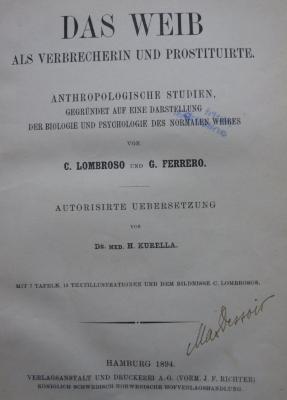 DAS WEIB
ALS VERBRECHERIN UND PROSTITUIRTE.
ANTHROPOLOGISCHE STUDIEN,
GEGRÜNDET AUF EINE DARSTELLUNG
DER BIOLOGIE UND PSYCHOLOGIE DES NORMALEN WEIBES
VON
C. LOMBROSO UND G. FERRERO.
AUTORISIRTE UEBERSETZUNG
VON
DR. MED. H. KURELLA.
MIT 7 TAFELN, 18 TEXTILLUSTRATIONEN UND DEM BILDNISSE C. LOMBROSOS.
Max Dessoir
HAMBURG 1894.
VERLAGSANSTALT UND DRUCKEREI A.G. (VORM. J. F. RICHTER)
KÖNIGLICH SCHWEDISCH-NORWEGISCHE HOFVERLAGSHANDLUNG.